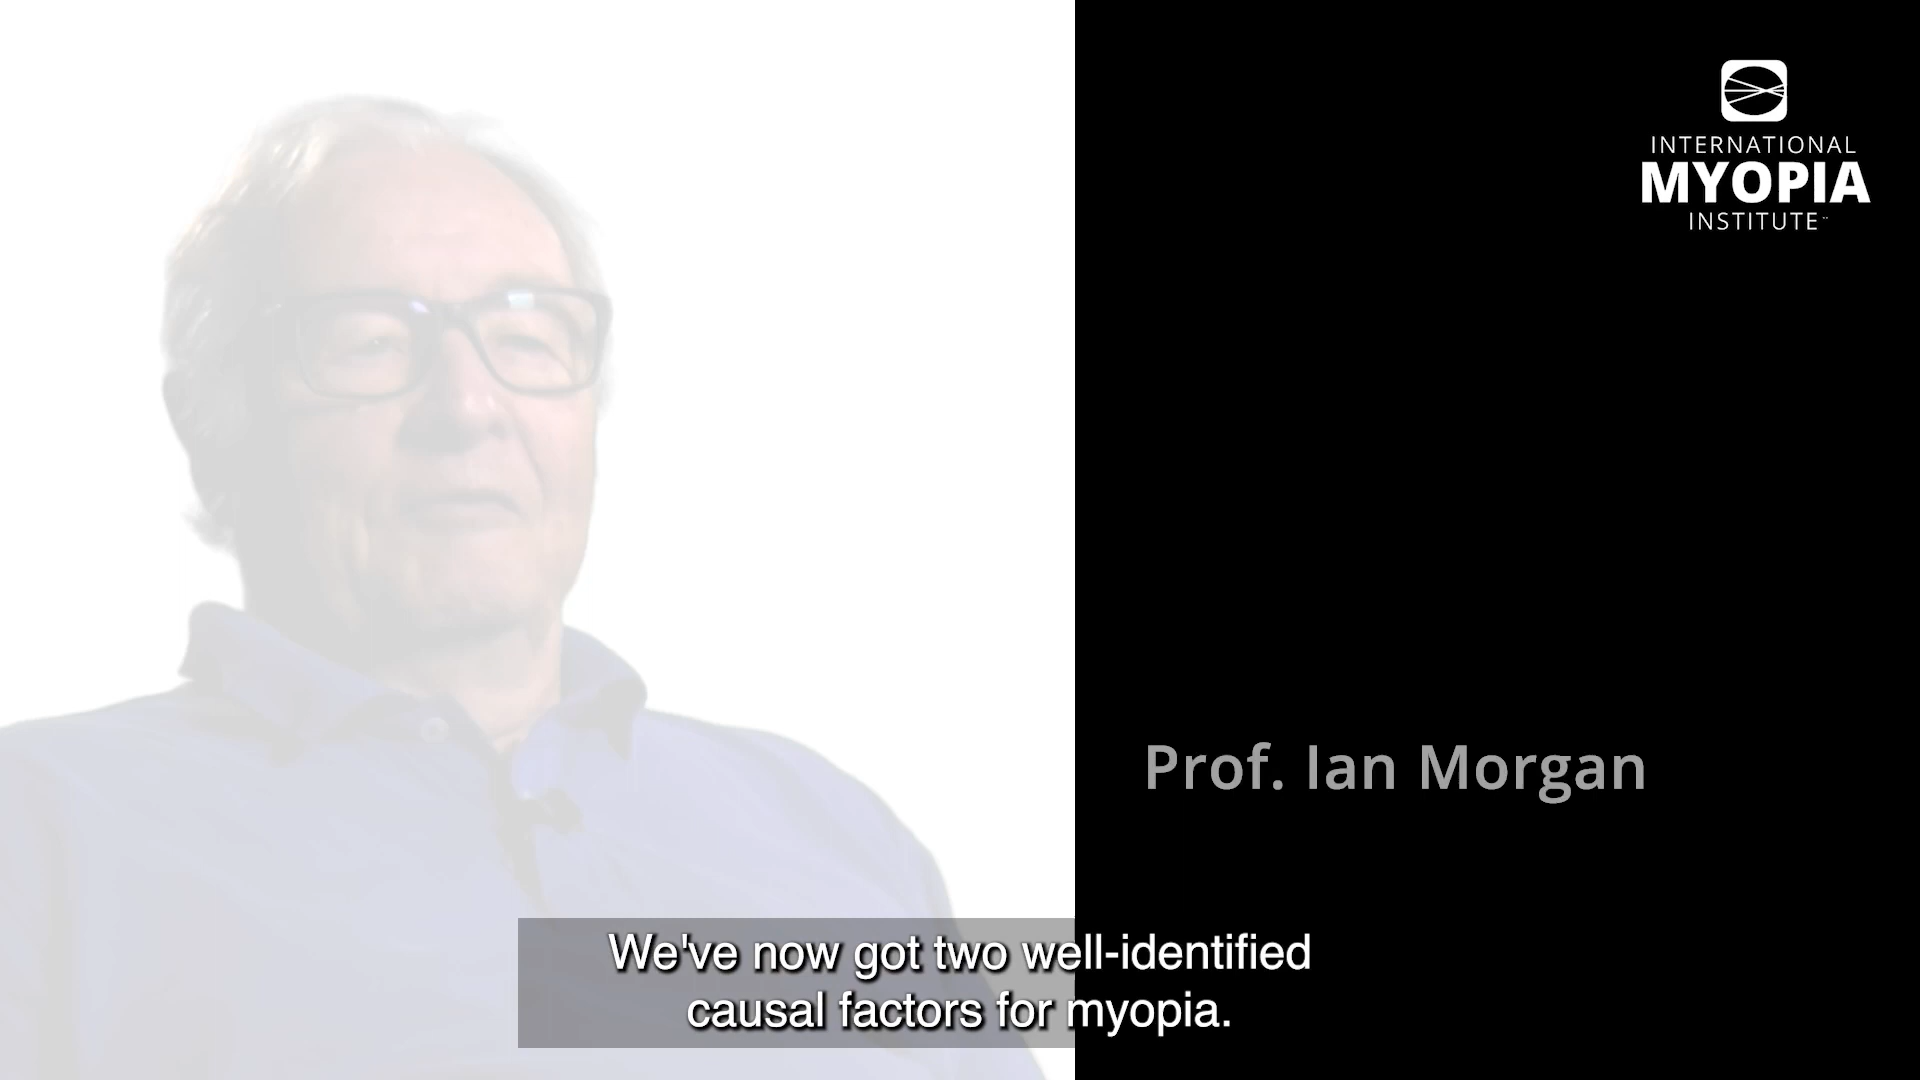 INTERNATIONAL
MYOPIA
INSTITUTE
Prof. Ian Morgan
We've now got two well-identified
causal factors for myopia.